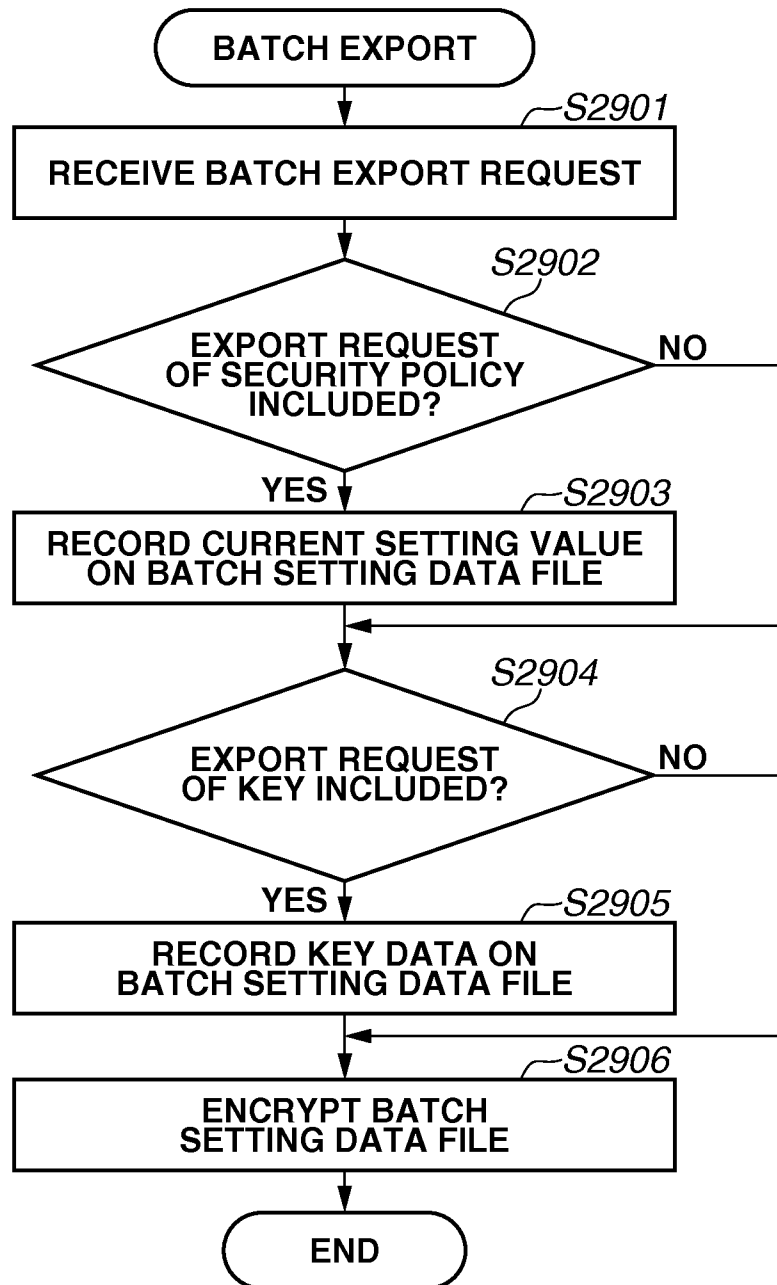 BATCH EXPORT
S2901
RECEIVE BATCH EXPORT REQUEST
S2902
EXPORT REQUEST
OF SECURITY POLICY
INCLUDED?
NO
YES
S2903
RECORD CURRENT SETTING VALUE
ON BATCH SETTING DATA FILE
S2904
EXPORT REQUEST
OF KEY INCLUDED?
NO
YES
S2905
RECORD KEY DATA ON
BATCH SETTING DATA FILE
S2906
ENCRYPT BATCH
SETTING DATA FILE
END